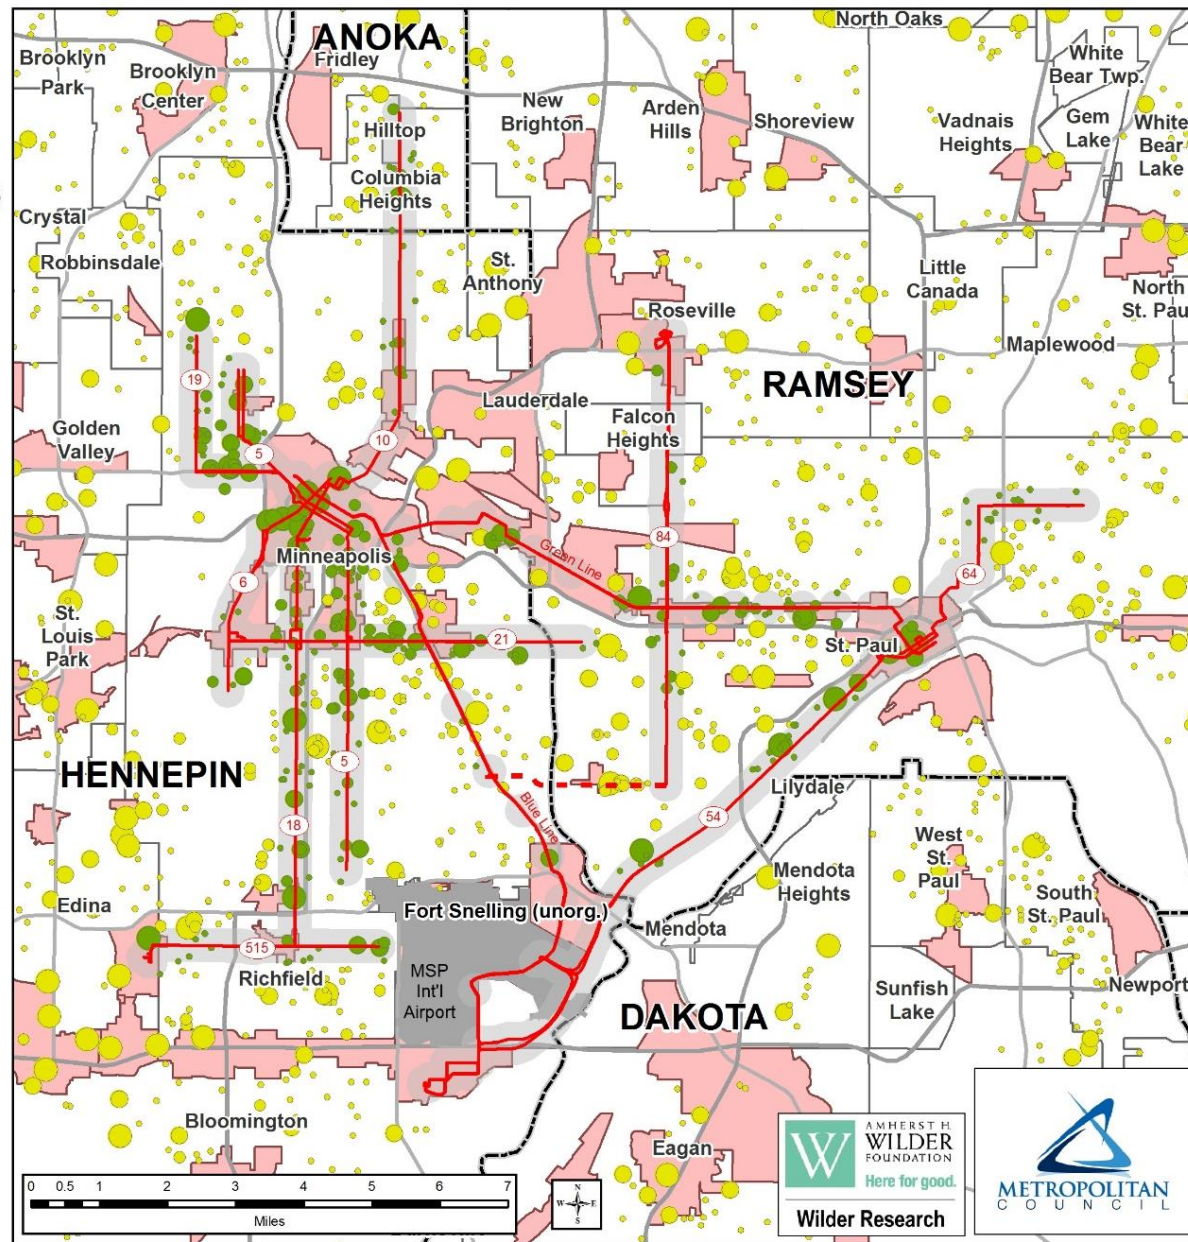 ANOKA
Fridley
North Oaks
Brooklyn
Park
Brooklyn
Center
White
Bear Twp.
Hilltop
New
Brighton
Arden
Hills
Shoreview
Vadnais
Heights
Gem
Lake
White
Bear
Lake
Columbia
Heights
Crystal
Robbinsdale
St.
Anthony
Little
Canada
North
St. Pau
Roseville
Maplewood
19
RAMSEY
Lauderdale
Golden
Valley
5
10
Falcon
Heights
84
Green Line
Minneapolis
6
64
St.
Louis
Park
21
St. Paul
HENNEPIN
5
Lilydale
18
Blue Line
54
West
St.
Paul
Mendota
Heights
South
St. Paul
Edina
Fort Snelling (unorg.)
Mendota
515
Richfield
MSP
Int'l
Airport
Sunfish
Lake
Newport
DAKOTA
Bloomington
Eagan
0 0.5 1 2 3 4 5 6 7
Miles
N
W E
S
W
AMHERST H.
WILDER
FOUNDATION
Here for good.
Wilder Research
METROPOLITAN
COUNCIL